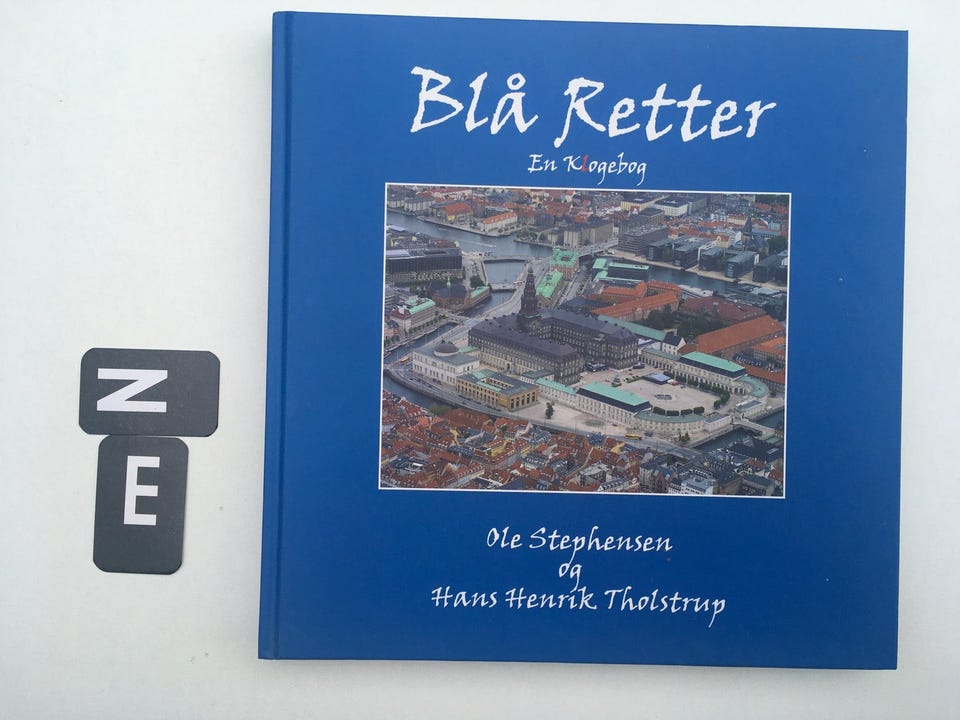 Blå Retter
En Klogebog
Ole Stephensen
og
Hans Henrik Tholstrup
Z
E